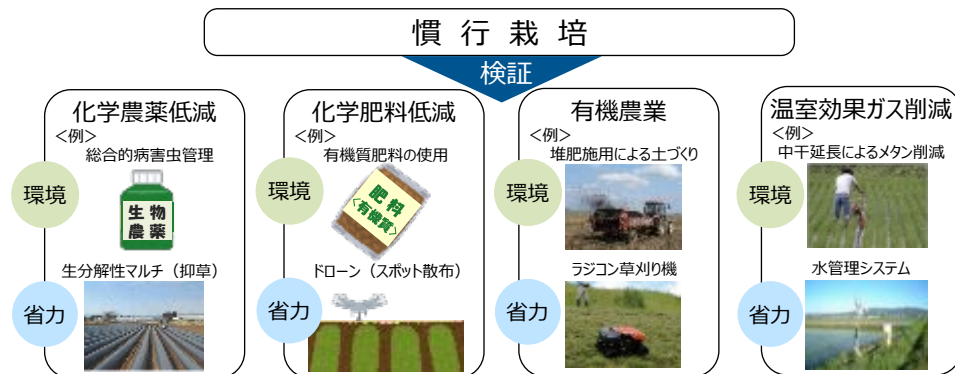 慣行栽培
検証
化学農薬低減
<例>
総合的病害虫管理
環境
生物
農薬
生分解性マルチ（抑草）
省力
化学肥料低減
<例>
有機質肥料の使用
環境
肥料
<有機質>
ドローン（スポット散布）
省力
有機農業
<例>
堆肥施用による土づくり
環境
ラジコン草刈り機
省力
温室効果ガス削減
<例>
中干延長によるメタン削減
環境
水管理システム
省力